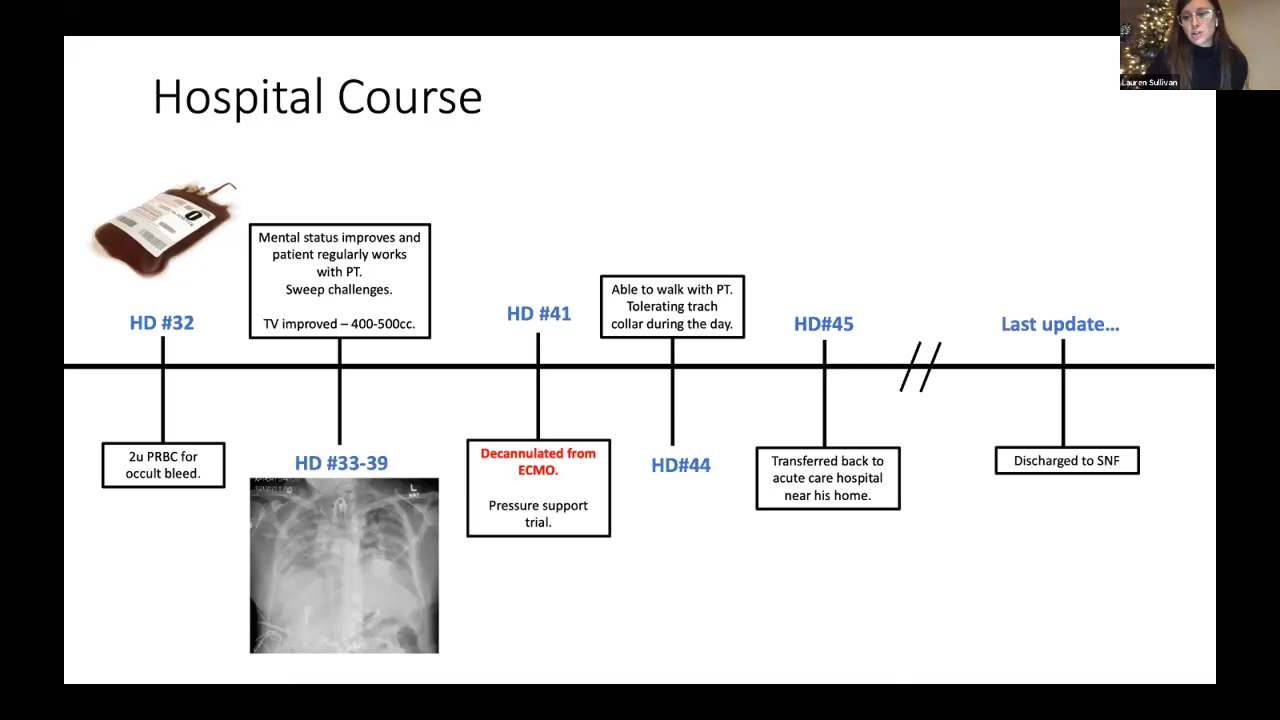 Lauren Sullivan
Hospital Course
O
Mental status improves and
patient regularly works
with PT.
Sweep challenges.
TV improved – 400-500cc.
HD #32
HD #41
Able to walk with PT.
Tolerating trach
collar during the day.
HD#45
Last update...
2u PRBC for
occult bleed.
HD #33-39
L
Decannulated from
ECMO.
Pressure support
trial.
HD#44
Transferred back to
acute care hospital
near his home.
Discharged to SNF